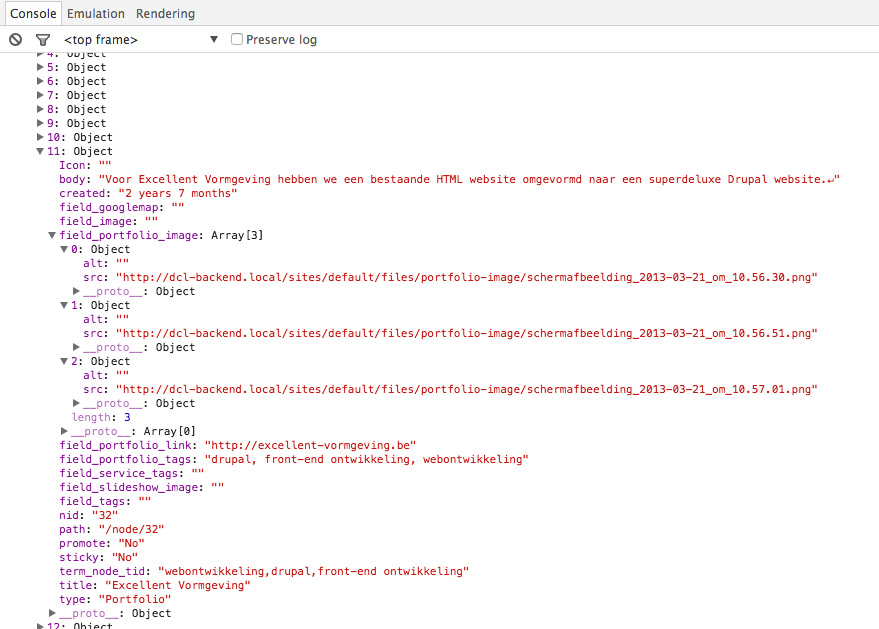 Console Emulation Rendering
<top frame> Preserve log
4: Object
5: Object
6: Object
7: Object
8: Object
9: Object
10: Object
11: Object
Icon: ""
body: "Voor Excellent Vormgeving hebben we een bestaande HTML website omgevormd naar een superdeluxe Drupal website.↵"
created: "2 years 7 months"
field_googlemap: ""
field_image: ""
field_portfolio_image: Array[3]
0: Object
alt: ""
src: "http://dcl-backend.local/sites/default/files/portfolio-image/schermafbeelding_2013-03-21_om_10.56.30.png"
__proto__: Object
1: Object
alt: ""
src: "http://dcl-backend.local/sites/default/files/portfolio-image/schermafbeelding_2013-03-21_om_10.56.51.png"
__proto__: Object
2: Object
alt: ""
src: "http://dcl-backend.local/sites/default/files/portfolio-image/schermafbeelding_2013-03-21_om_10.57.01.png"
__proto__: Object
length: 3
__proto__: Array[0]
field_portfolio_link: "http://excellent-vormgeving.be"
field_portfolio_tags: "drupal, front-end ontwikkeling, webontwikkeling"
field_service_tags: ""
field_slideshow_image: ""
field_tags: ""
nid: "32"
path: "/node/32"
promote: "No"
sticky: "No"
term_node_tid: "webontwikkeling,drupal,front-end ontwikkeling"
title: "Excellent Vormgeving"
type: "Portfolio"
__proto__: Object
12: Object